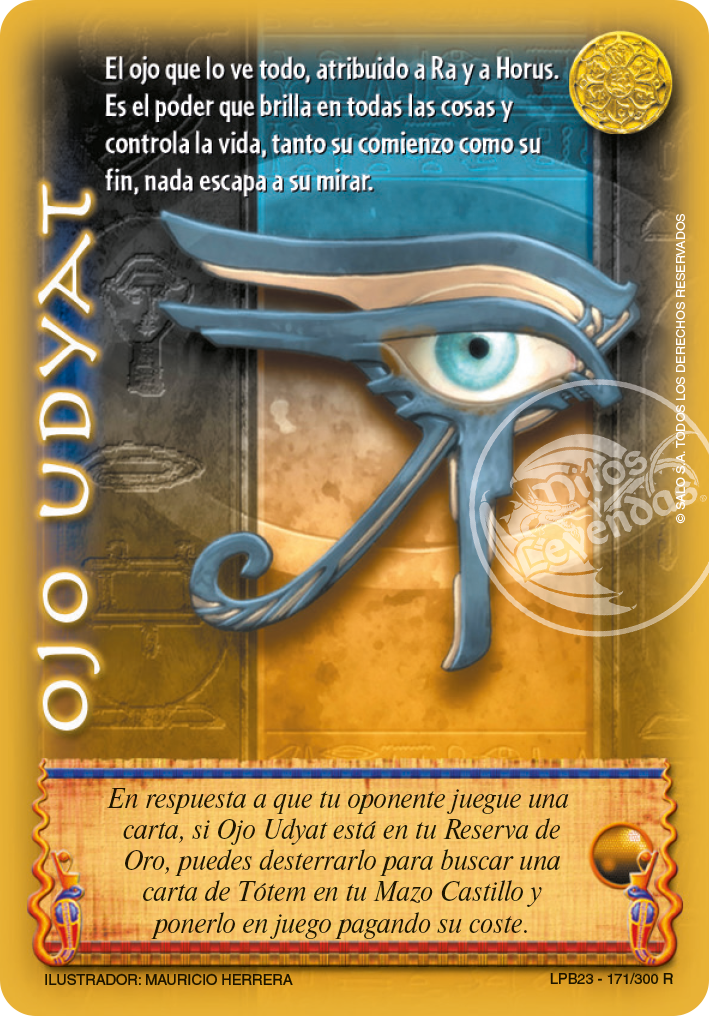 El ojo que lo ve todo, atribuido a Ra y a Horus.
Es el poder que brilla en todas las cosas y
controla la vida, tanto su comienzo como su
fin, nada escapa a su mirar.
OJO UDYAT
© SALO S.A. TODOS LOS DERECHOS RESERVADOS
Mitos y
Leyendas®
En respuesta a que tu oponente juegue una
carta, si Ojo Udyat está en tu Reserva de
Oro, puedes desterrarlo para buscar una
carta de Tótem en tu Mazo Castillo y
ponerlo en juego pagando su coste.
ILUSTRADOR: MAURICIO HERRERA
LPB23 - 171/300 R